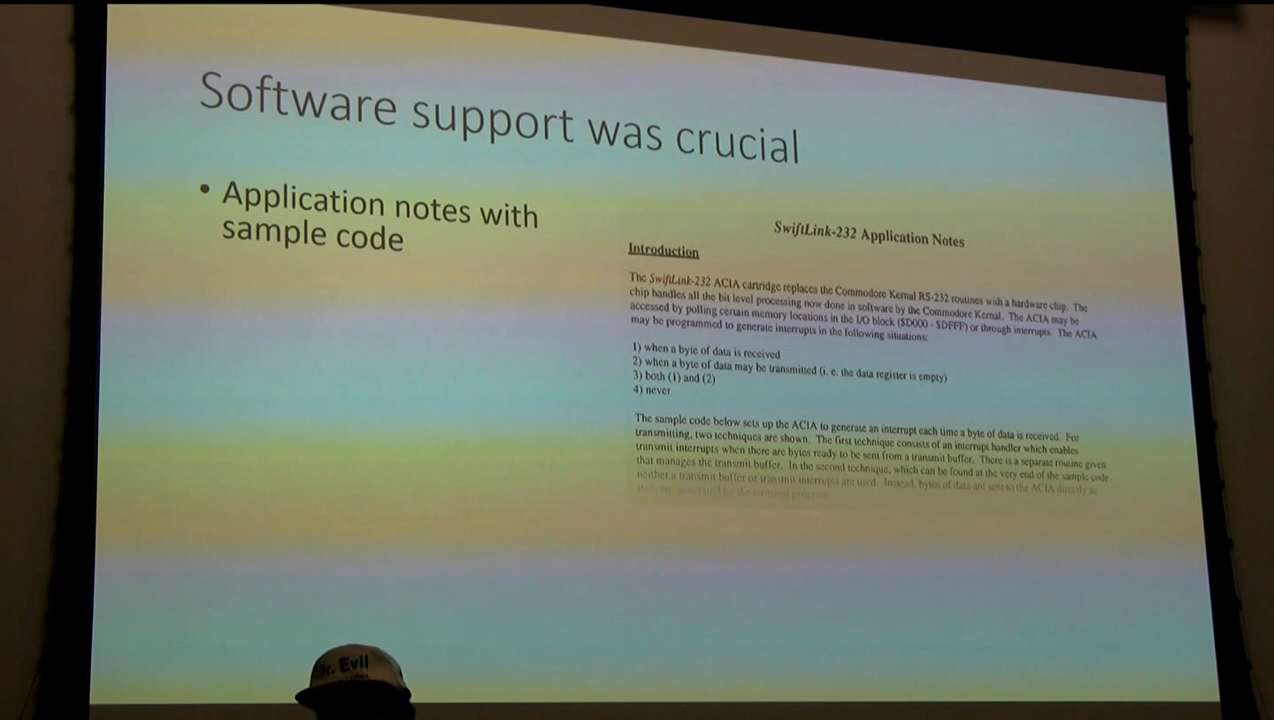 Software support was crucial
• Application notes with
sample code
SwiftLink-232 Application Notes
Introduction
The SwiftLink-232 ACIA cartridge replaces the Commodore Kernal RS-232 routines with a hardware chip. The
chip handles all the bit level processing now done in software by the Commodore Kernal. The ACIA may be
accessed by polling certain memory locations in the I/O block ($D000 - $DFFF) or through interrupts. The ACIA
may be programmed to generate interrupts in the following situations:
1) when a byte of data is received
2) when a byte of data may be transmitted (i. e. the data register is empty)
3) both (1) and (2)
4) never
The sample code below sets up the ACIA to generate an interrupt each time a byte of data is received. For
transmitting, two techniques are shown. The first technique consists of an interrupt handler which enables
transmit interrupts when there are bytes ready to be sent from a transmit buffer. There is a separate routine given
that manages the transmit buffer. In the second technique, which can be found at the very end of the sample code,
neither a transmit buffer or transmit interrupts are used. Instead, bytes of data are sent to the ACIA directly as
they are generated by the terminal program.
Dr. Evil